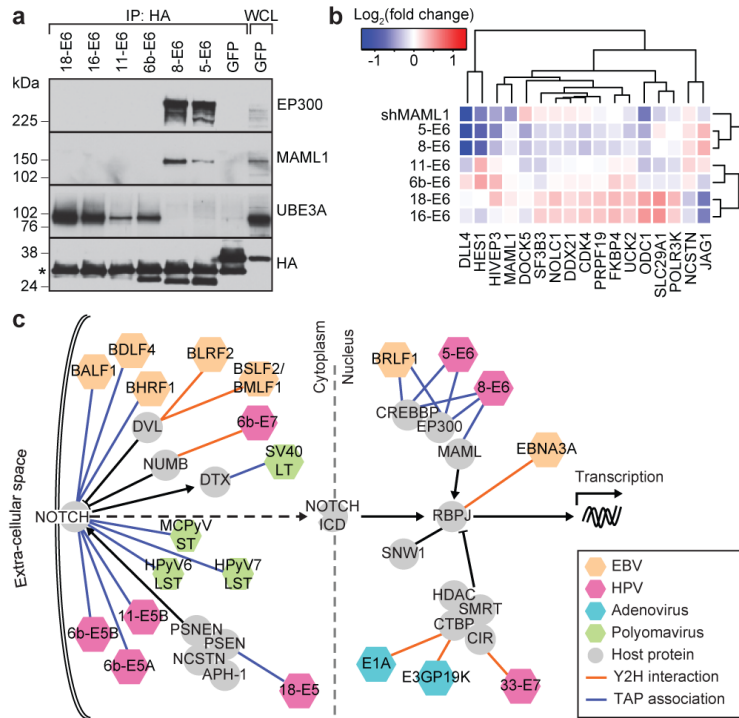 a
IP: HA
WCL
18-E6
16-E6
11-E6
6b-E6
8-E6
5-E6
GFP
GFP
kDa
225
EP300
150
102
MAML1
102
76
UBE3A
38
*
24
HA
b
Log2(fold change)
-1 0 1
shMAML1
5-E6
8-E6
11-E6
6b-E6
18-E6
16-E6
DLL4
HES1
HIVEP3
MAML1
DOCK5
SF3B3
NOLC1
DDX21
CDK4
PRPF19
FKBP4
UCK2
ODC1
SLC29A1
POLR3K
NCSTN
JAG1
c
Extra-cellular space
Cytoplasm
Nucleus
BALF1
BDLF4
BHRF1
BLRF2
BSLF2/
BMLF1
DVL
6b-E7
NUMB
DTX
SV40
LT
NOTCH
MCPyV
ST
HPyV6
LST
HPyV7
LST
6b-E5B
11-E5B
6b-E5A
PSNEN
PSEN
NCSTN
APH-1
18-E5
NOTCH
ICD
BRLF1
5-E6
8-E6
CREBBP
EP300
MAML
EBNA3A
RBPJ
Transcription
SNW1
HDAC
SMRT
CTBP
CIR
E1A
E3GP19K
33-E7
EBV
HPV
Adenovirus
Polyomavirus
Host protein
Y2H interaction
TAP association